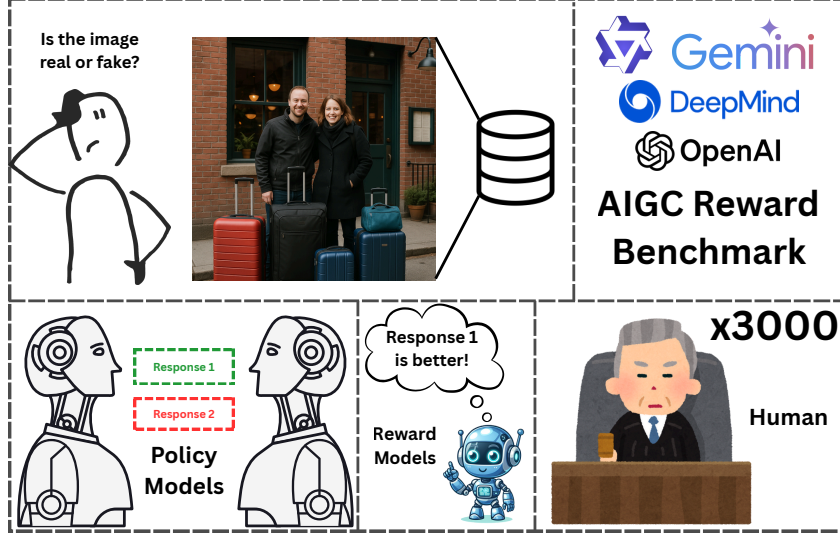 Is the image
real or fake?
Gemini
DeepMind
OpenAI
AIGC Reward
Benchmark
Response 1
Response 2
Policy
Models
Response 1
is better!
Reward
Models
x3000
Human